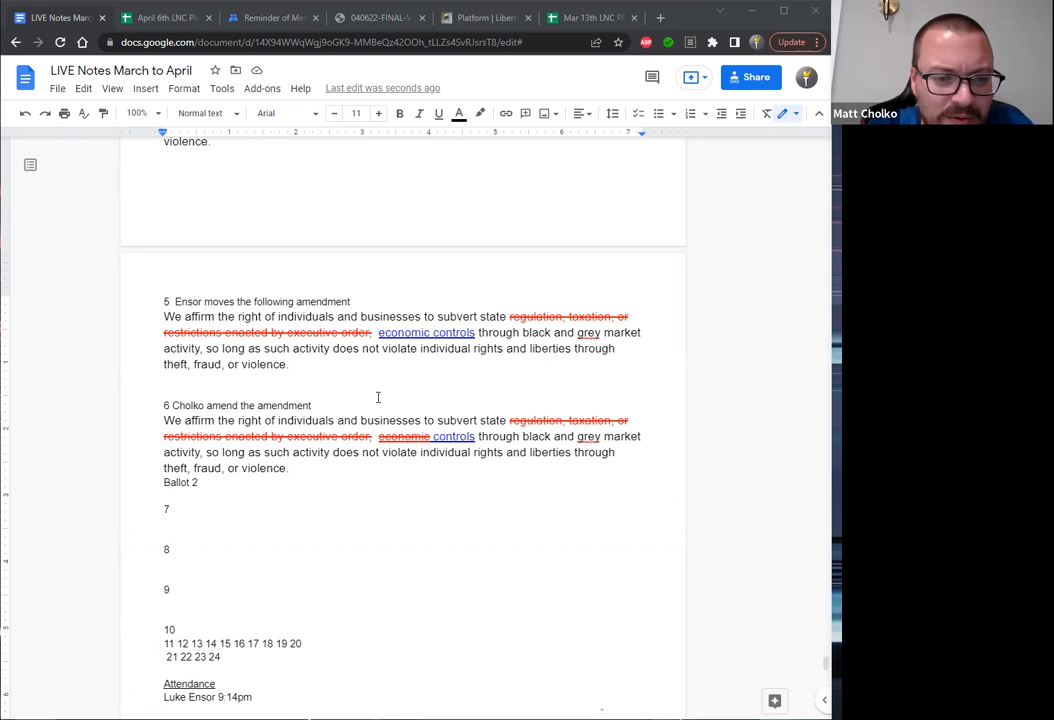 LIVE Notes March to
April 6th LNC Pl
Reminder of Me
040622-FINAL-
Platform | Libert
Mar 13th LNC P
docs.google.com/document/d/14X94WWqWgj9oGK9-MMBeQz42OOh_tLLZs4SvRJsrsT8/edit#
ABP
Update
LIVE Notes March to April
File Edit View Insert Format Tools Add-ons Help Last edit was seconds ago
Share
100% Normal text Arial 11
1 2 3 4 5 6 7
violence.
5 Ensor moves the following amendment
We affirm the right of individuals and businesses to subvert state regulation, taxation, or
restrictions enacted by executive order, economic controls through black and grey market
activity, so long as such activity does not violate individual rights and liberties through
theft, fraud, or violence.
6 Cholko amend the amendment
We affirm the right of individuals and businesses to subvert state regulation, taxation, or
restrictions enacted by executive order, economic controls through black and grey market
activity, so long as such activity does not violate individual rights and liberties through
theft, fraud, or violence.
Ballot 2
7
8
9
10
11 12 13 14 15 16 17 18 19 20
21 22 23 24
Attendance
Luke Ensor 9:14pm
Matt Cholko